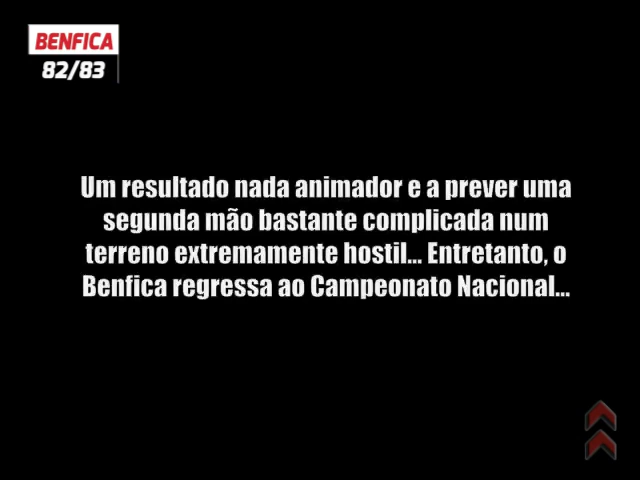 BENFICA
82/83
Um resultado nada animador e a prever uma
segunda mão bastante complicada num
terreno extremamente hostil... Entretanto, o
Benfica regressa ao Campeonato Nacional...